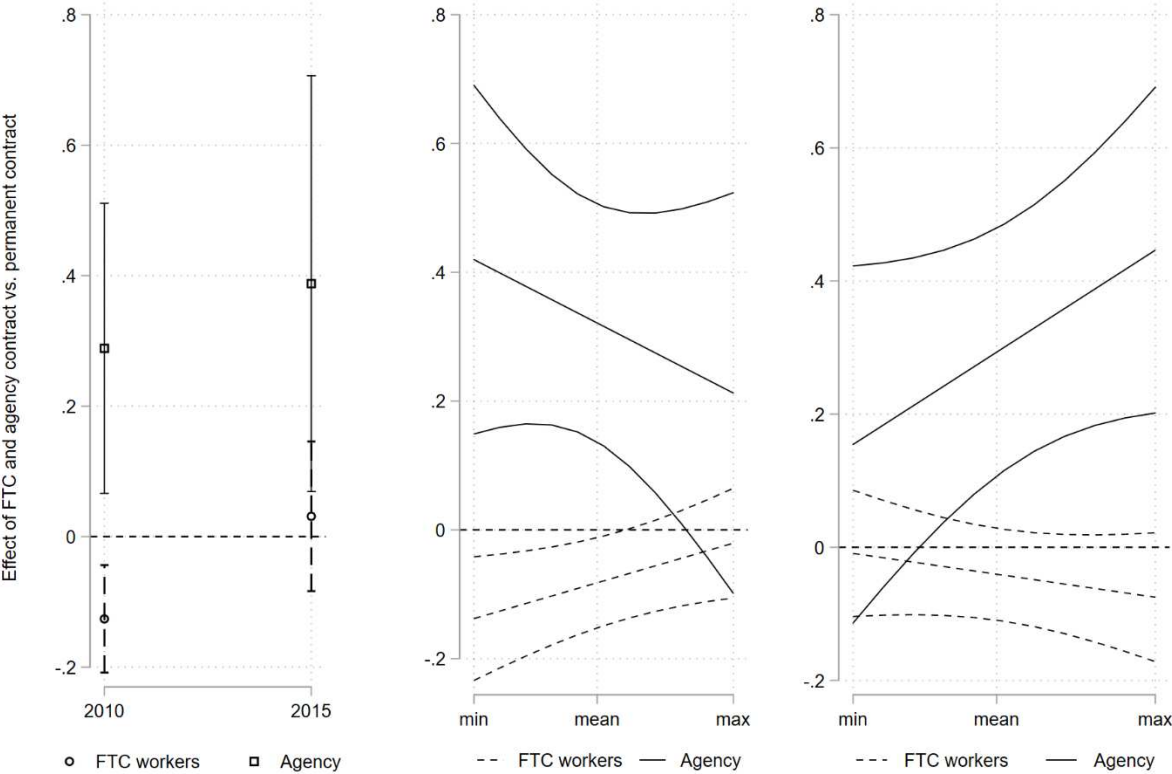 Effect of FTC and agency contract vs. permanent contract
.8
.6
.4
.2
0
-.2
2010
2015
FTC workers
Agency
.8
.6
.4
.2
0
-.2
min
mean
max
FTC workers
Agency
.8
.6
.4
.2
0
-.2
min
mean
max
FTC workers
Agency